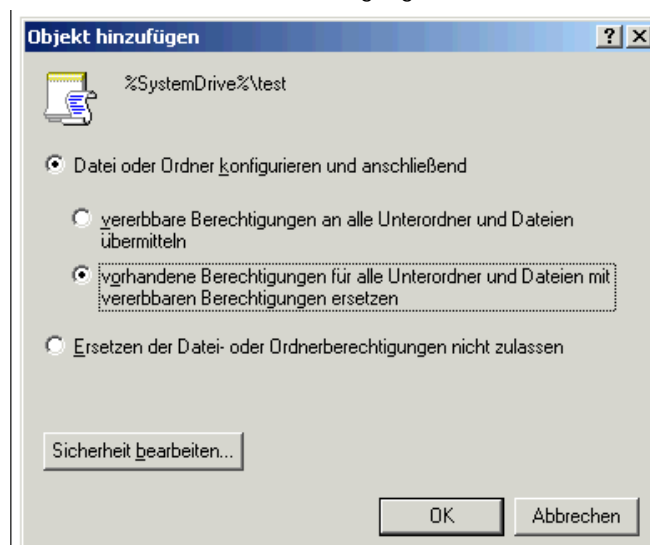 Objekt hinzufügen
%SystemDrive%\test
Datei oder Ordner konfigurieren und anschließend
vererbbare Berechtigungen an alle Unterordner und Dateien
übermitteln
vorhandene Berechtigungen für alle Unterordner und Dateien mit
vererbbaren Berechtigungen ersetzen
Ersetzen der Datei- oder Ordnerberechtigungen nicht zulassen
Sicherheit bearbeiten...
OK Abbrechen